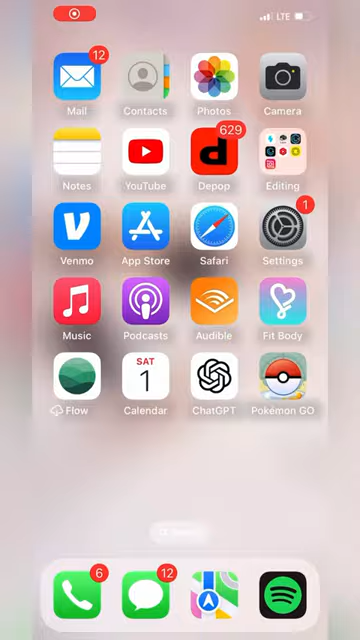 LTE
12
Mail Contacts Photos Camera
629
Notes YouTube Depop Editing
1
Venmo App Store Safari Settings
Music Podcasts Audible Fit Body
SAT
1
Flow Calendar ChatGPT Pokémon GO
6 12